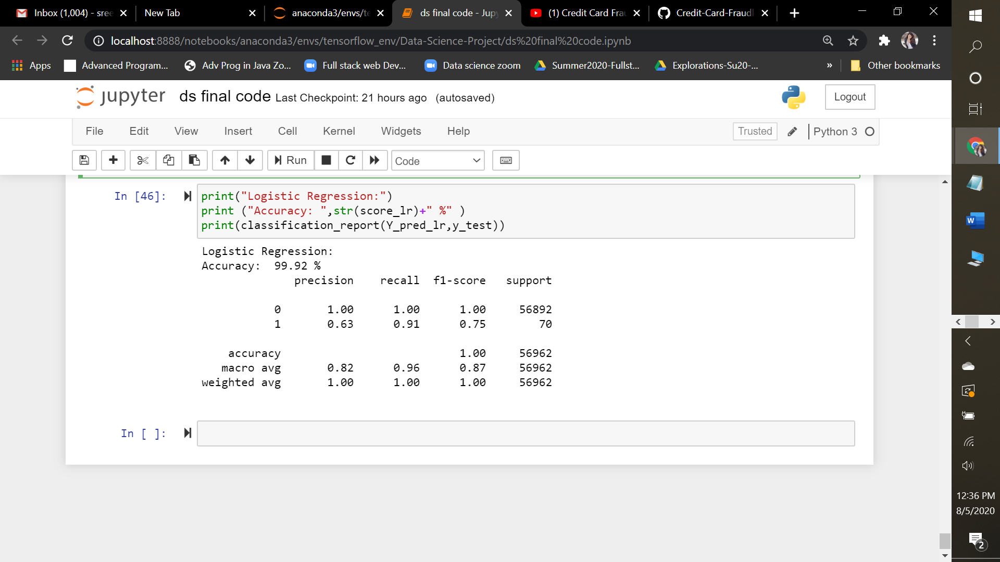 Inbox (1,004) - sree
New Tab
anaconda3/envs/te
ds final code - Jupy
(1) Credit Card Frau
Credit-Card-Fraud
localhost:8888/notebooks/anaconda3/envs/tensorflow_env/Data-Science-Project/ds%20final%20code.ipynb
Apps
Advanced Program...
Adv Prog in Java Zo...
Full stack web Dev...
Data science zoom
Summer2020-Fullst...
Explorations-Su20-...
»
Other bookmarks
jupyter ds final code Last Checkpoint: 21 hours ago (autosaved)
Logout
File Edit View Insert Cell Kernel Widgets Help
Trusted
Python 3
Run
Code
In [46]:
print("Logistic Regression:")
print ("Accuracy: ",str(score_lr)+" %" )
print(classification_report(Y_pred_lr,y_test))
Logistic Regression:
Accuracy:  99.92 %
precision recall f1-score support
0 1.00 1.00 1.00 56892
1 0.63 0.91 0.75 70
accuracy 1.00 56962
macro avg 0.82 0.96 0.87 56962
weighted avg 1.00 1.00 1.00 56962
In [ ]:
W
12:36 PM
8/5/2020
2